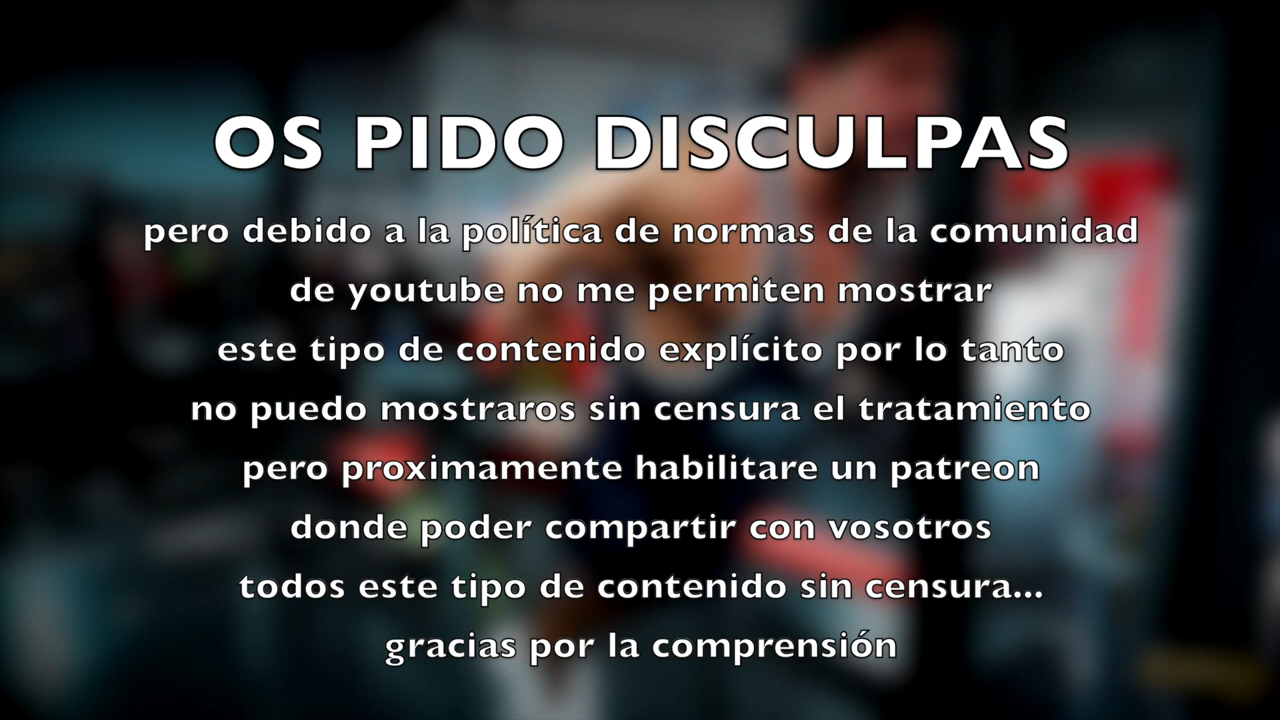 OS PIDO DISCULPAS
pero debido a la política de normas de la comunidad
de youtube no me permiten mostrar
este tipo de contenido explícito por lo tanto
no puedo mostraros sin censura el tratamiento
pero proximamente habilitare un patreon
donde poder compartir con vosotros
todos este tipo de contenido sin censura...
gracias por la comprensión